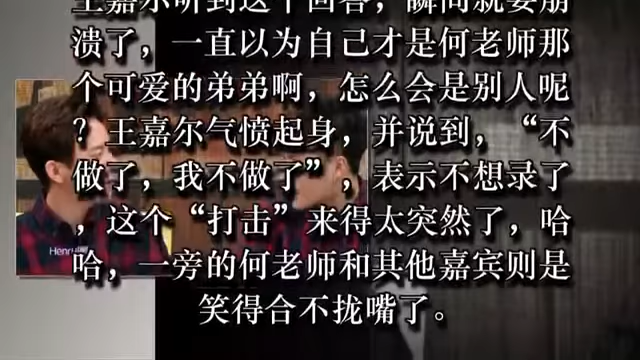 王嘉尔听到这个回答，瞬间就要崩
溃了，一直以为自己才是何老师那
个可爱的弟弟啊，怎么会是别人呢
？王嘉尔气愤起身，并说到，“不
做了，我不做了”，表示不想录了
，这个“打击”来得太突然了，哈
Henry
哈，一旁的何老师和其他嘉宾则是
笑得合不拢嘴了。